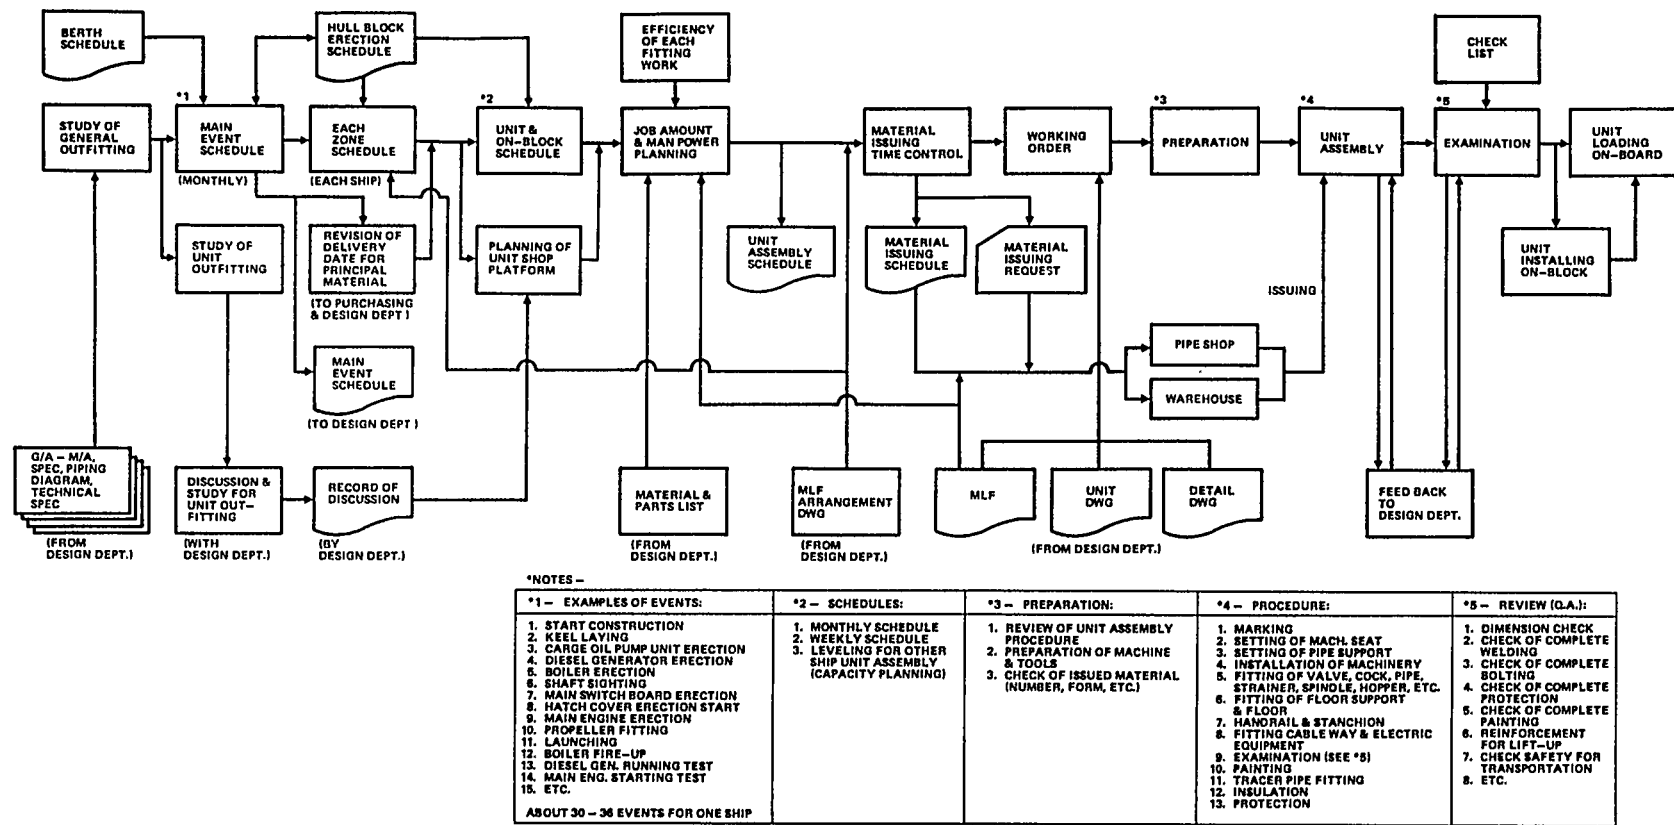 BERTH
SCHEDULE
HULL BLOCK
ERECTION
SCHEDULE
EFFICIENCY
OF EACH
FITTING
WORK
CHECK
LIST
*1
*2
*3
*4
*5
STUDY OF
GENERAL
OUTFITTING
MAIN
EVENT
SCHEDULE
(MONTHLY)
EACH
ZONE
SCHEDULE
(EACH SHIP)
UNIT &
ON-BLOCK
SCHEDULE
JOB AMOUNT
& MAN POWER
PLANNING
MATERIAL
ISSUING
TIME CONTROL
WORKING
ORDER
PREPARATION
UNIT
ASSEMBLY
EXAMINATION
UNIT
LOADING
ON-BOARD
STUDY OF
UNIT
OUTFITTING
REVISION OF
DELIVERY
DATE FOR
PRINCIPAL
MATERIAL
(TO PURCHASING
& DESIGN DEPT )
PLANNING OF
UNIT SHOP
PLATFORM
UNIT
ASSEMBLY
SCHEDULE
MATERIAL
ISSUING
SCHEDULE
MATERIAL
ISSUING
REQUEST
UNIT
INSTALLING
ON-BLOCK
ISSUING
MAIN
EVENT
SCHEDULE
(TO DESIGN DEPT )
PIPE SHOP
WAREHOUSE
G/A – M/A,
SPEC, PIPING
DIAGRAM,
TECHNICAL
SPEC
(FROM
DESIGN DEPT.)
DISCUSSION &
STUDY FOR
UNIT OUT-
FITTING
(WITH
DESIGN DEPT.)
RECORD OF
DISCUSSION
(BY
DESIGN DEPT.)
MATERIAL &
PARTS LIST
(FROM
DESIGN DEPT.)
MLF
ARRANGEMENT
DWG
(FROM
DESIGN DEPT.)
MLF
UNIT
DWG
DETAIL
DWG
(FROM DESIGN DEPT.)
FEED BACK
TO
DESIGN DEPT.
*NOTES –
*1 – EXAMPLES OF EVENTS:
1. START CONSTRUCTION
2. KEEL LAYING
3. CARGE OIL PUMP UNIT ERECTION
4. DIESEL GENERATOR ERECTION
5. BOILER ERECTION
6. SHAFT SIGHTING
7. MAIN SWITCH BOARD ERECTION
8. HATCH COVER ERECTION START
9. MAIN ENGINE ERECTION
10. PROPELLER FITTING
11. LAUNCHING
12. BOILER FIRE-UP
13. DIESEL GEN. RUNNING TEST
14. MAIN ENG. STARTING TEST
15. ETC.
ABOUT 30 – 36 EVENTS FOR ONE SHIP
*2 – SCHEDULES:
1. MONTHLY SCHEDULE
2. WEEKLY SCHEDULE
3. LEVELING FOR OTHER
SHIP UNIT ASSEMBLY
(CAPACITY PLANNING)
*3 – PREPARATION:
1. REVIEW OF UNIT ASSEMBLY
PROCEDURE
2. PREPARATION OF MACHINE
& TOOLS
3. CHECK OF ISSUED MATERIAL
(NUMBER, FORM, ETC.)
*4 – PROCEDURE:
1. MARKING
2. SETTING OF MACH. SEAT
3. SETTING OF PIPE SUPPORT
4. INSTALLATION OF MACHINERY
5. FITTING OF VALVE, COCK, PIPE,
STRAINER, SPINDLE, HOPPER, ETC.
6. FITTING OF FLOOR SUPPORT
& FLOOR
7. HANDRAIL & STANCHION
8. FITTING CABLE WAY & ELECTRIC
EQUIPMENT
9. EXAMINATION (SEE *5)
10. PAINTING
11. TRACER PIPE FITTING
12. INSULATION
13. PROTECTION
*5 – REVIEW (Q.A.):
1. DIMENSION CHECK
2. CHECK OF COMPLETE
WELDING
3. CHECK OF COMPLETE
BOLTING
4. CHECK OF COMPLETE
PROTECTION
5. CHECK OF COMPLETE
PAINTING
6. REINFORCEMENT
FOR LIFT-UP
7. CHECK SAFETY FOR
TRANSPORTATION
8. ETC.